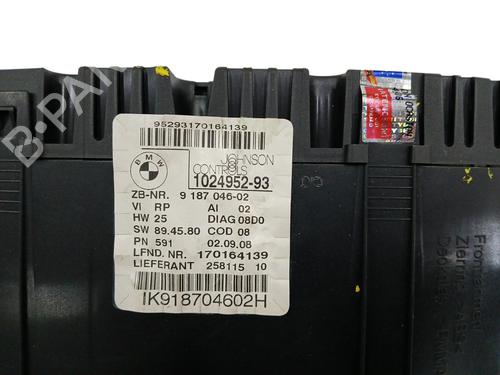 B-PARTS
95293170164139
BMW
JOHNSON
CONTROLS
1024952-93
ZB-NR. 9 187 046-02
VI RP AI 02
HW 25 DIAG 08D0
SW 89.45.80 COD 08
PN 591 02.09.08
LFND. NR. 170164139
LIEFERANT 258115 10
IK918704602H